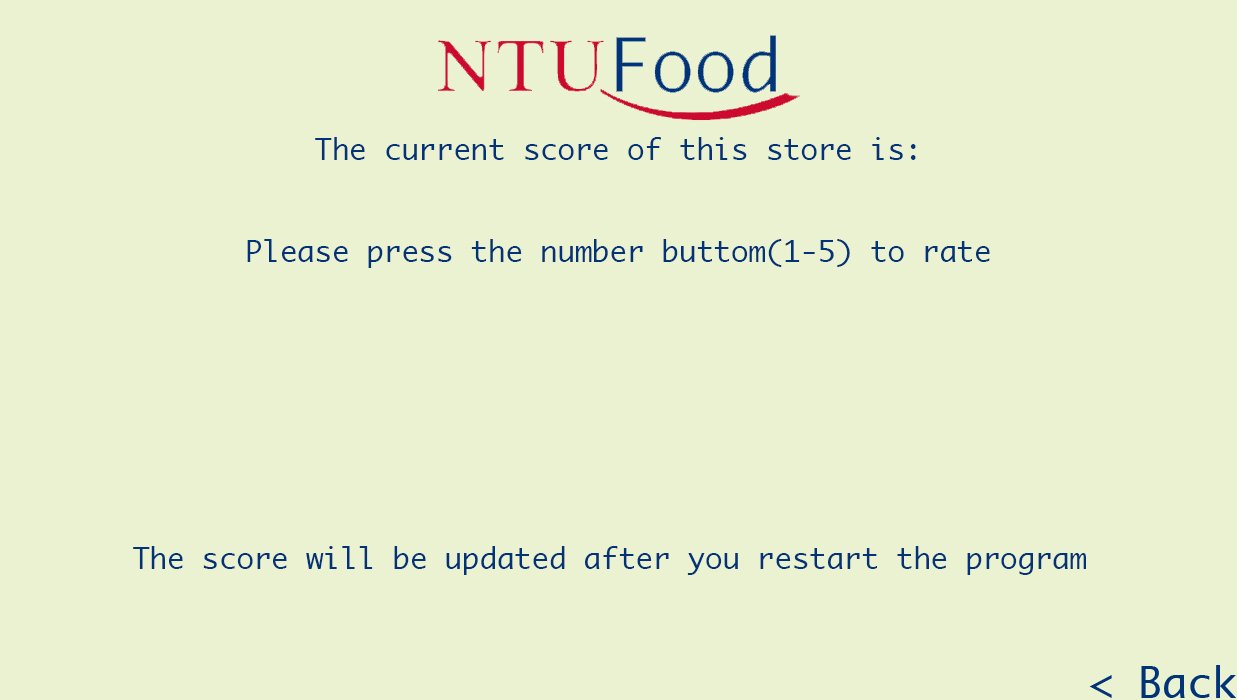 NTUFood
The current score of this store is:
Please press the number buttom(1-5) to rate
The score will be updated after you restart the program
< Back